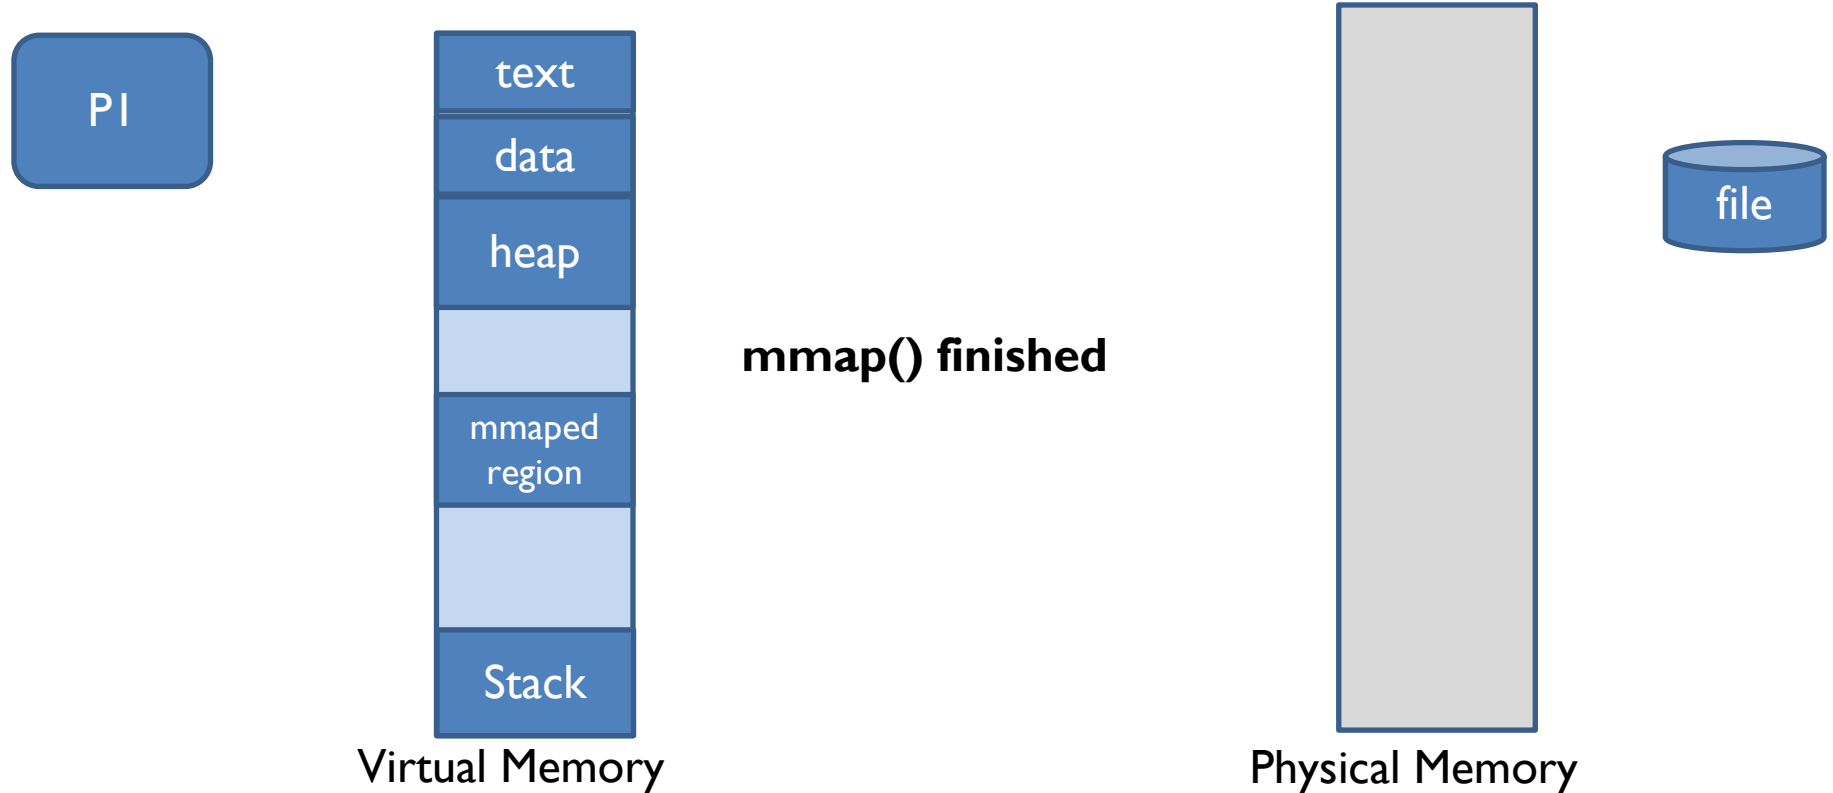 P1
text
data
heap
mmap() finished
mmaped
region
Stack
Virtual Memory
Physical Memory
file